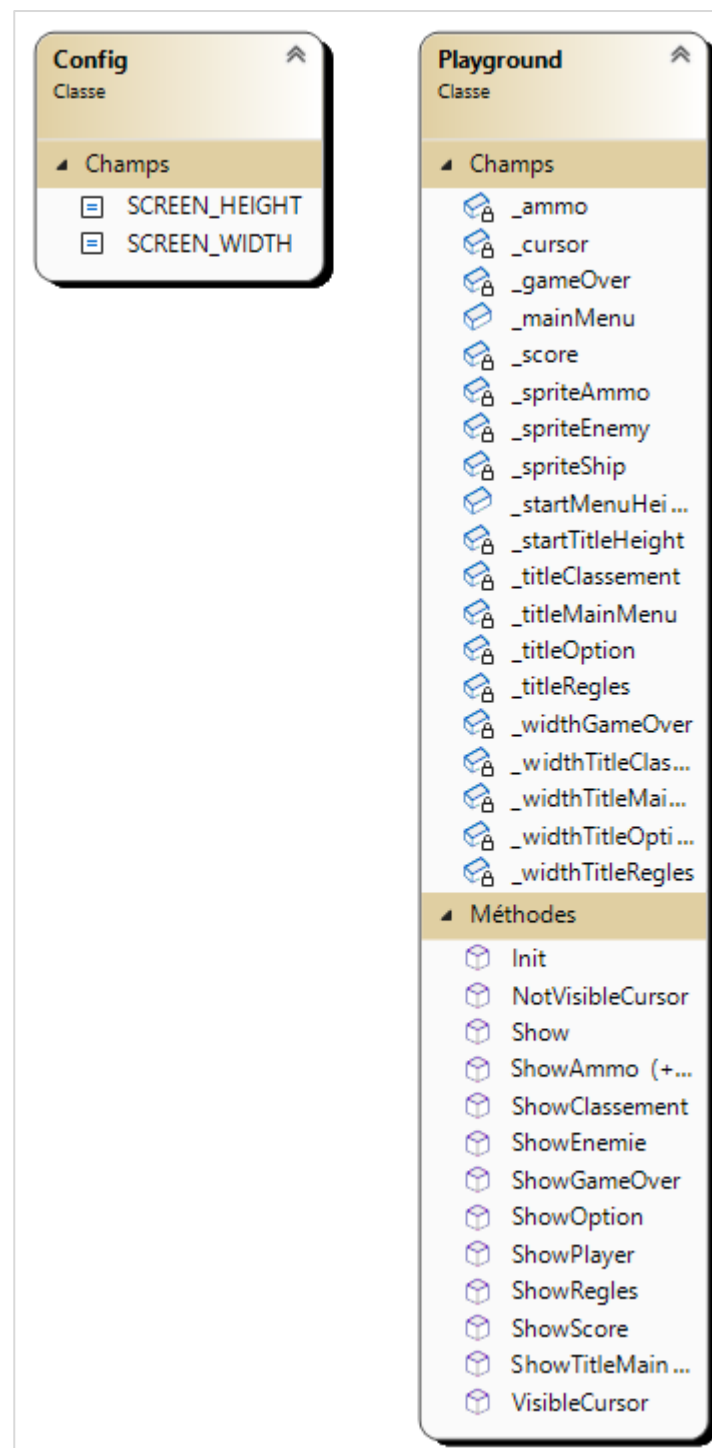 Config
Classe
Champs
SCREEN_HEIGHT
SCREEN_WIDTH
Playground
Classe
Champs
_ammo
_cursor
_gameOver
_mainMenu
_score
_spriteAmmo
_spriteEnemy
_spriteShip
_startMenuHei...
_startTitleHeight
_titleClassement
_titleMainMenu
_titleOption
_titleRegles
_widthGameOver
_widthTitleClas...
_widthTitleMai...
_widthTitleOpti...
_widthTitleRegles
Méthodes
Init
NotVisibleCursor
Show
ShowAmmo (+...
ShowClassement
ShowEnemie
ShowGameOver
ShowOption
ShowPlayer
ShowRegles
ShowScore
ShowTitleMain...
VisibleCursor